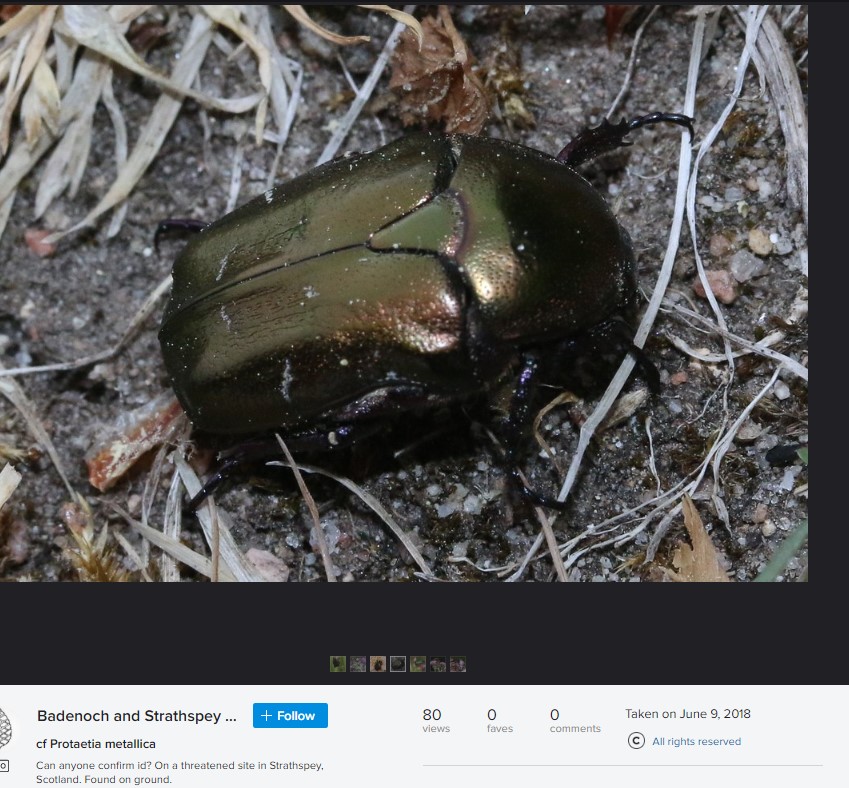 Badenoch and Strathspey ...
+ Follow
cf Protaetia metallica
Can anyone confirm id? On a threatened site in Strathspey,
Scotland. Found on ground.
80
views
0
faves
0
comments
Taken on June 9, 2018
© All rights reserved